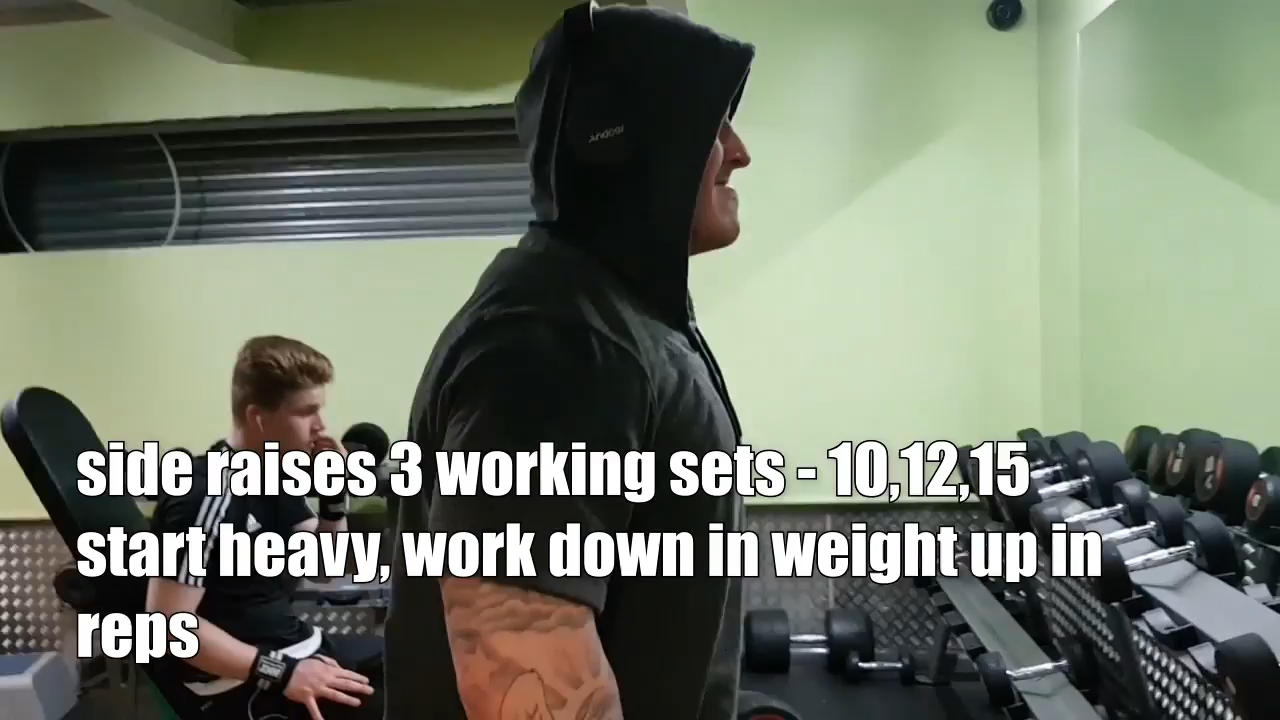 side raises 3 working sets - 10,12,15
start heavy, work down in weight up in
reps